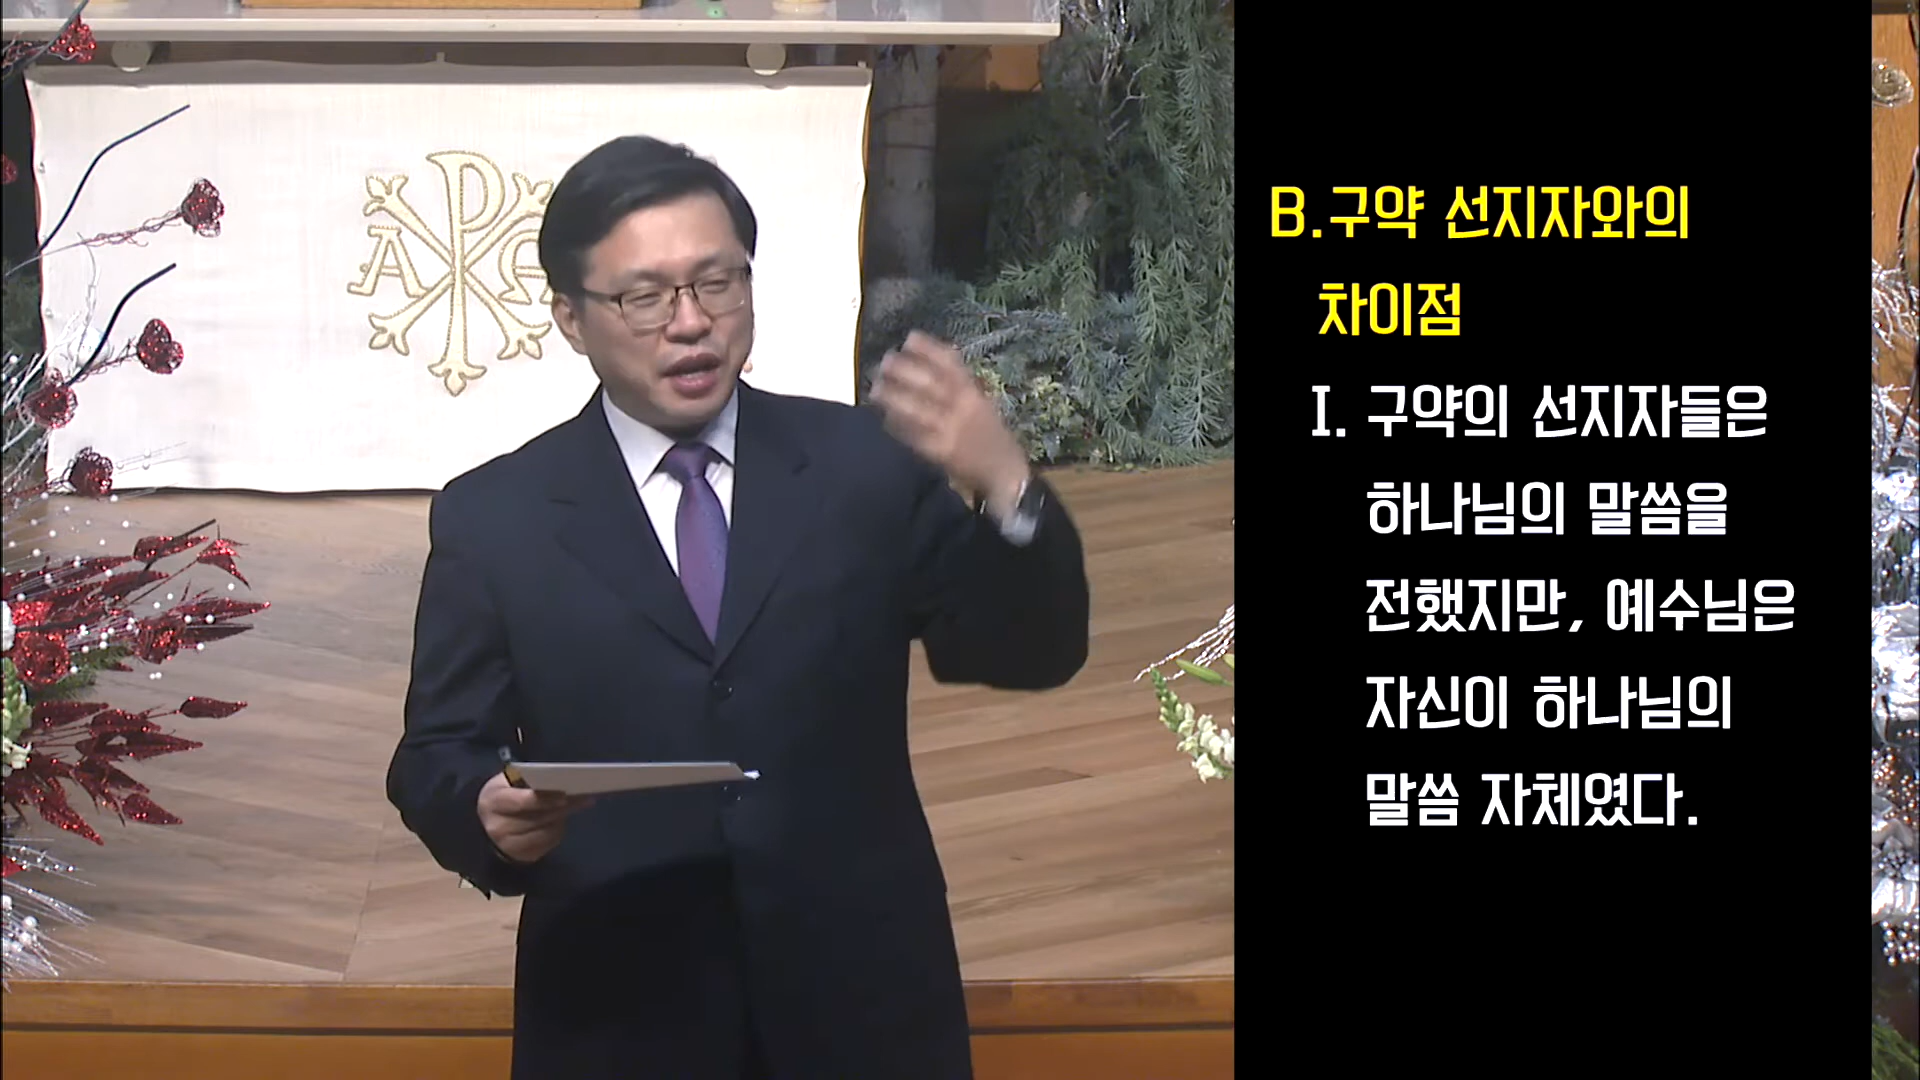 B.구약 선지자와의
차이점
I. 구약의 선지자들은
하나님의 말씀을
전했지만, 예수님은
자신이 하나님의
말씀 자체였다.